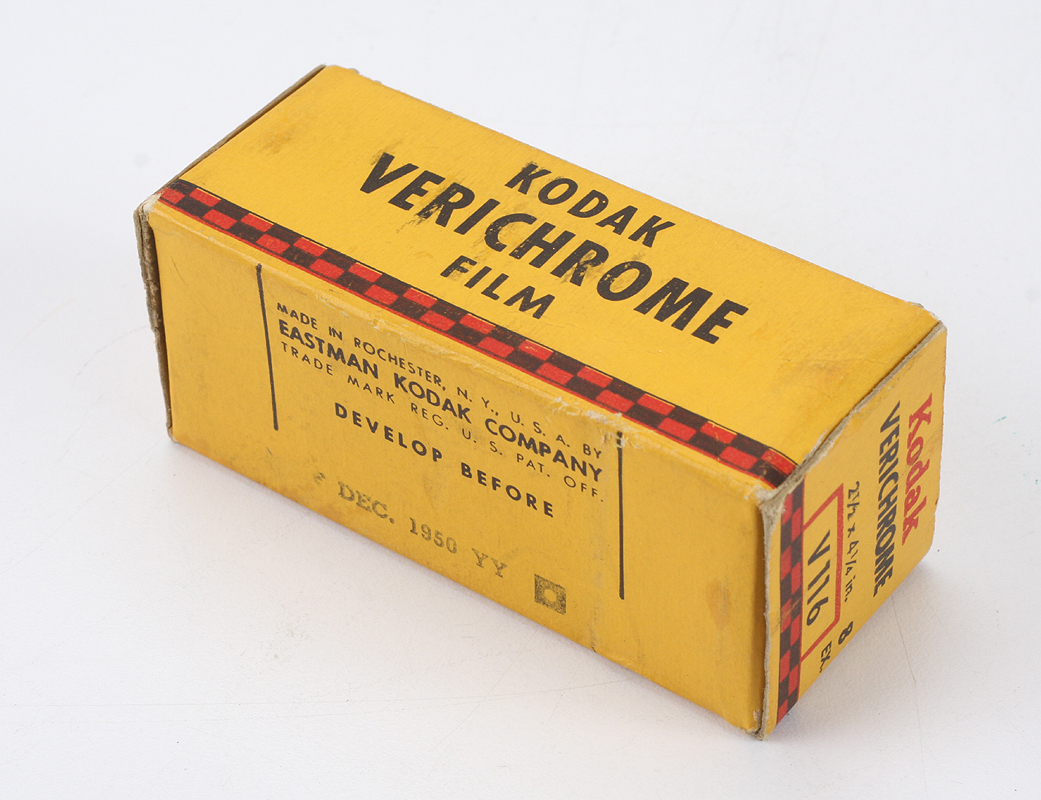 KODAK
VERICHROME
FILM
MADE IN ROCHESTER, N. Y., U. S. A. BY
EASTMAN KODAK COMPANY
TRADE MARK REG. U. S. PAT. OFF.
DEVELOP BEFORE
DEC. 1950 YY
Kodak
VERICHROME
2½ x 4¼ in.
V116
8
EX.